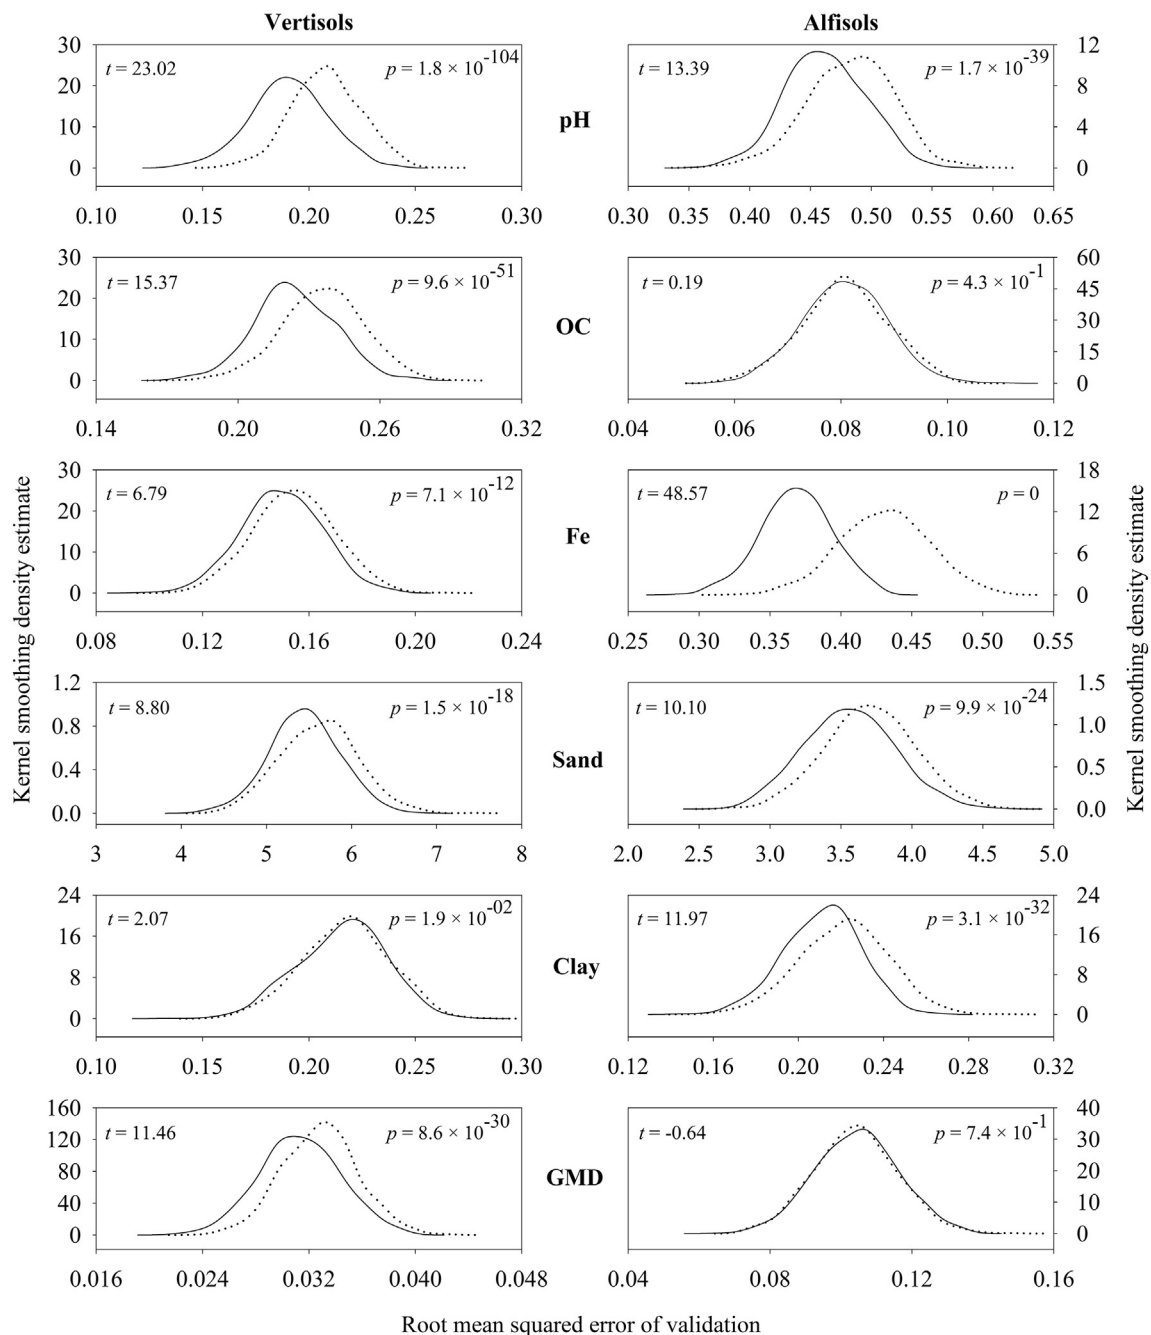 Vertisols Alfisols
30 t = 23.02 p = 1.8 × 10-104 t = 13.39 p = 1.7 × 10-39 12
20 8
10 pH 4
0 0
0.10 0.15 0.20 0.25 0.30 0.30 0.35 0.40 0.45 0.50 0.55 0.60 0.65
30 t = 15.37 p = 9.6 × 10-51 t = 0.19 p = 4.3 × 10-1 60
45
20 30
10 OC 15
0 0
0.14 0.20 0.26 0.32 0.04 0.06 0.08 0.10 0.12
30 t = 6.79 p = 7.1 × 10-12 t = 48.57 p = 0 18
20 12
10 Fe 6
0 0
0.08 0.12 0.16 0.20 0.24 0.25 0.30 0.35 0.40 0.45 0.50 0.55
1.2 t = 8.80 p = 1.5 × 10-18 t = 10.10 p = 9.9 × 10-24 1.5
0.8 1.0
0.4 Sand 0.5
0.0 0.0
3 4 5 6 7 8 2.0 3.0 3.0 4.0 4.0 5.0
24 t = 2.07 p = 1.9 × 10-02 t = 11.97 p = 3.1 × 10-32 24
16 16
8 Clay 8
0 0
0.10 0.15 0.20 0.25 0.30 0.12 0.16 0.20 0.24 0.28 0.32
160 t = 11.46 p = 8.6 × 10-30 t = -0.64 p = 7.4 × 10-1 40
120 30
80 20
40 GMD 10
0 0
0.016 0.024 0.032 0.040 0.048 0.04 0.08 0.12 0.16
Kernel smoothing density estimate
Kernel smoothing density estimate
Root mean squared error of validation